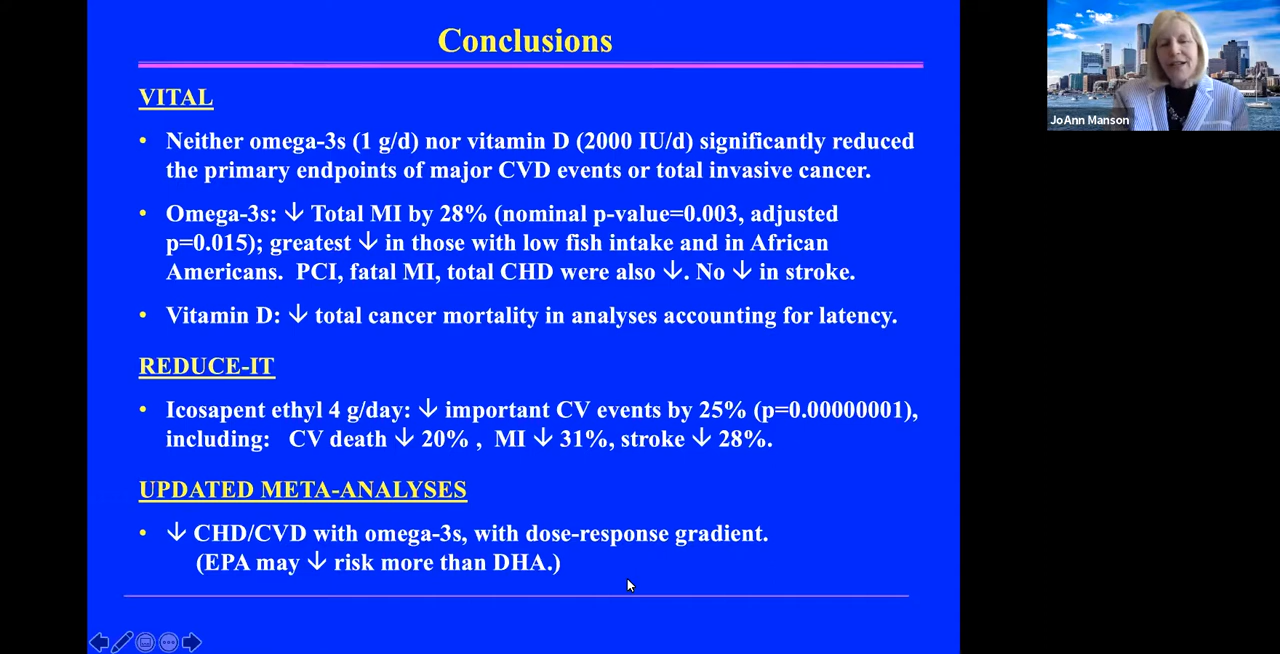 Conclusions
JoAnn Manson
VITAL
• Neither omega-3s (1 g/d) nor vitamin D (2000 IU/d) significantly reduced
the primary endpoints of major CVD events or total invasive cancer.
• Omega-3s: ↓ Total MI by 28% (nominal p-value=0.003, adjusted
p=0.015); greatest ↓ in those with low fish intake and in African
Americans. PCI, fatal MI, total CHD were also ↓. No ↓ in stroke.
• Vitamin D: ↓ total cancer mortality in analyses accounting for latency.
REDUCE-IT
• Icosapent ethyl 4 g/day: ↓ important CV events by 25% (p=0.00000001),
including: CV death ↓ 20% , MI ↓ 31%, stroke ↓ 28%.
UPDATED META-ANALYSES
• ↓ CHD/CVD with omega-3s, with dose-response gradient.
(EPA may ↓ risk more than DHA.)